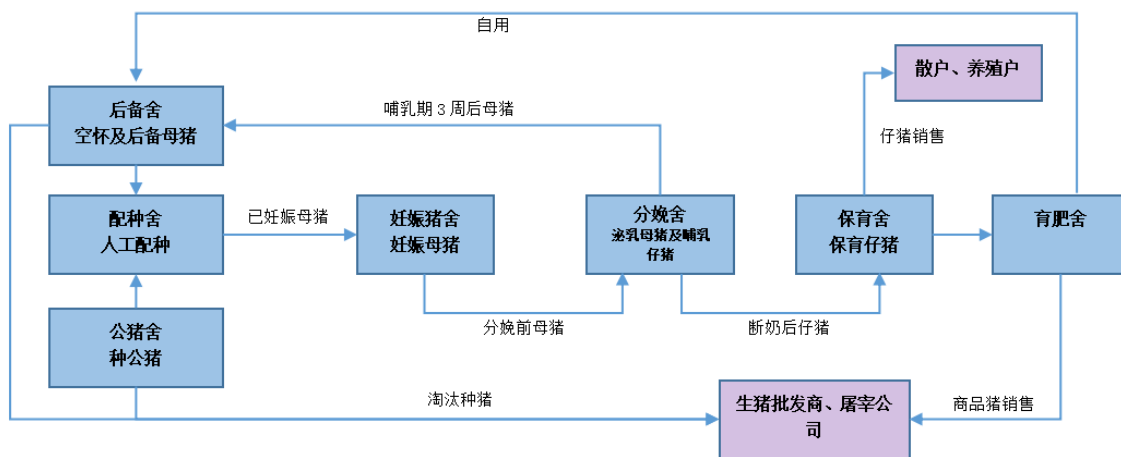 自用
散户、养殖户
后备舍
空怀及后备母猪
哺乳期 3 周后母猪
仔猪销售
配种舍
人工配种
已妊娠母猪
妊娠猪舍
妊娠母猪
分娩舍
泌乳母猪及哺乳
仔猪
保育舍
保育仔猪
育肥舍
公猪舍
种公猪
分娩前母猪
断奶后仔猪
淘汰种猪
生猪批发商、屠宰公
司
商品猪销售